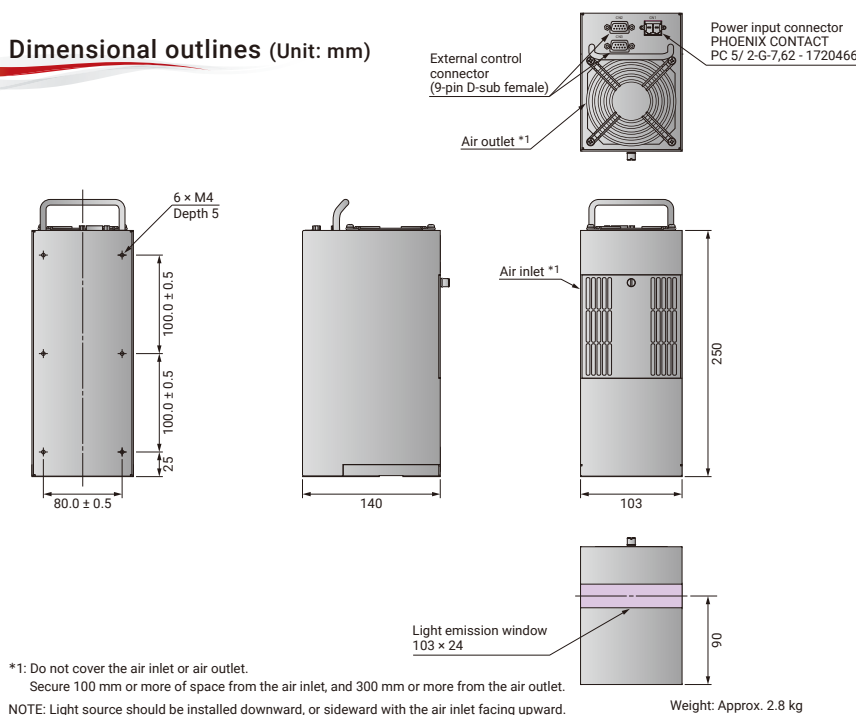 Dimensional outlines (Unit: mm)
External control
connector
(9-pin D-sub female)
Air outlet *1
Power input connector
PHOENIX CONTACT
PC 5/ 2-G-7,62 - 1720466
6 × M4
Depth 5
100.0 ± 0.5
100.0 ± 0.5
25
80.0 ± 0.5
140
Air inlet *1
250
103
Light emission window
103 × 24
90
*1: Do not cover the air inlet or air outlet.
Secure 100 mm or more of space from the air inlet, and 300 mm or more from the air outlet.
NOTE: Light source should be installed downward, or sideward with the air inlet facing upward.
Weight: Approx. 2.8 kg